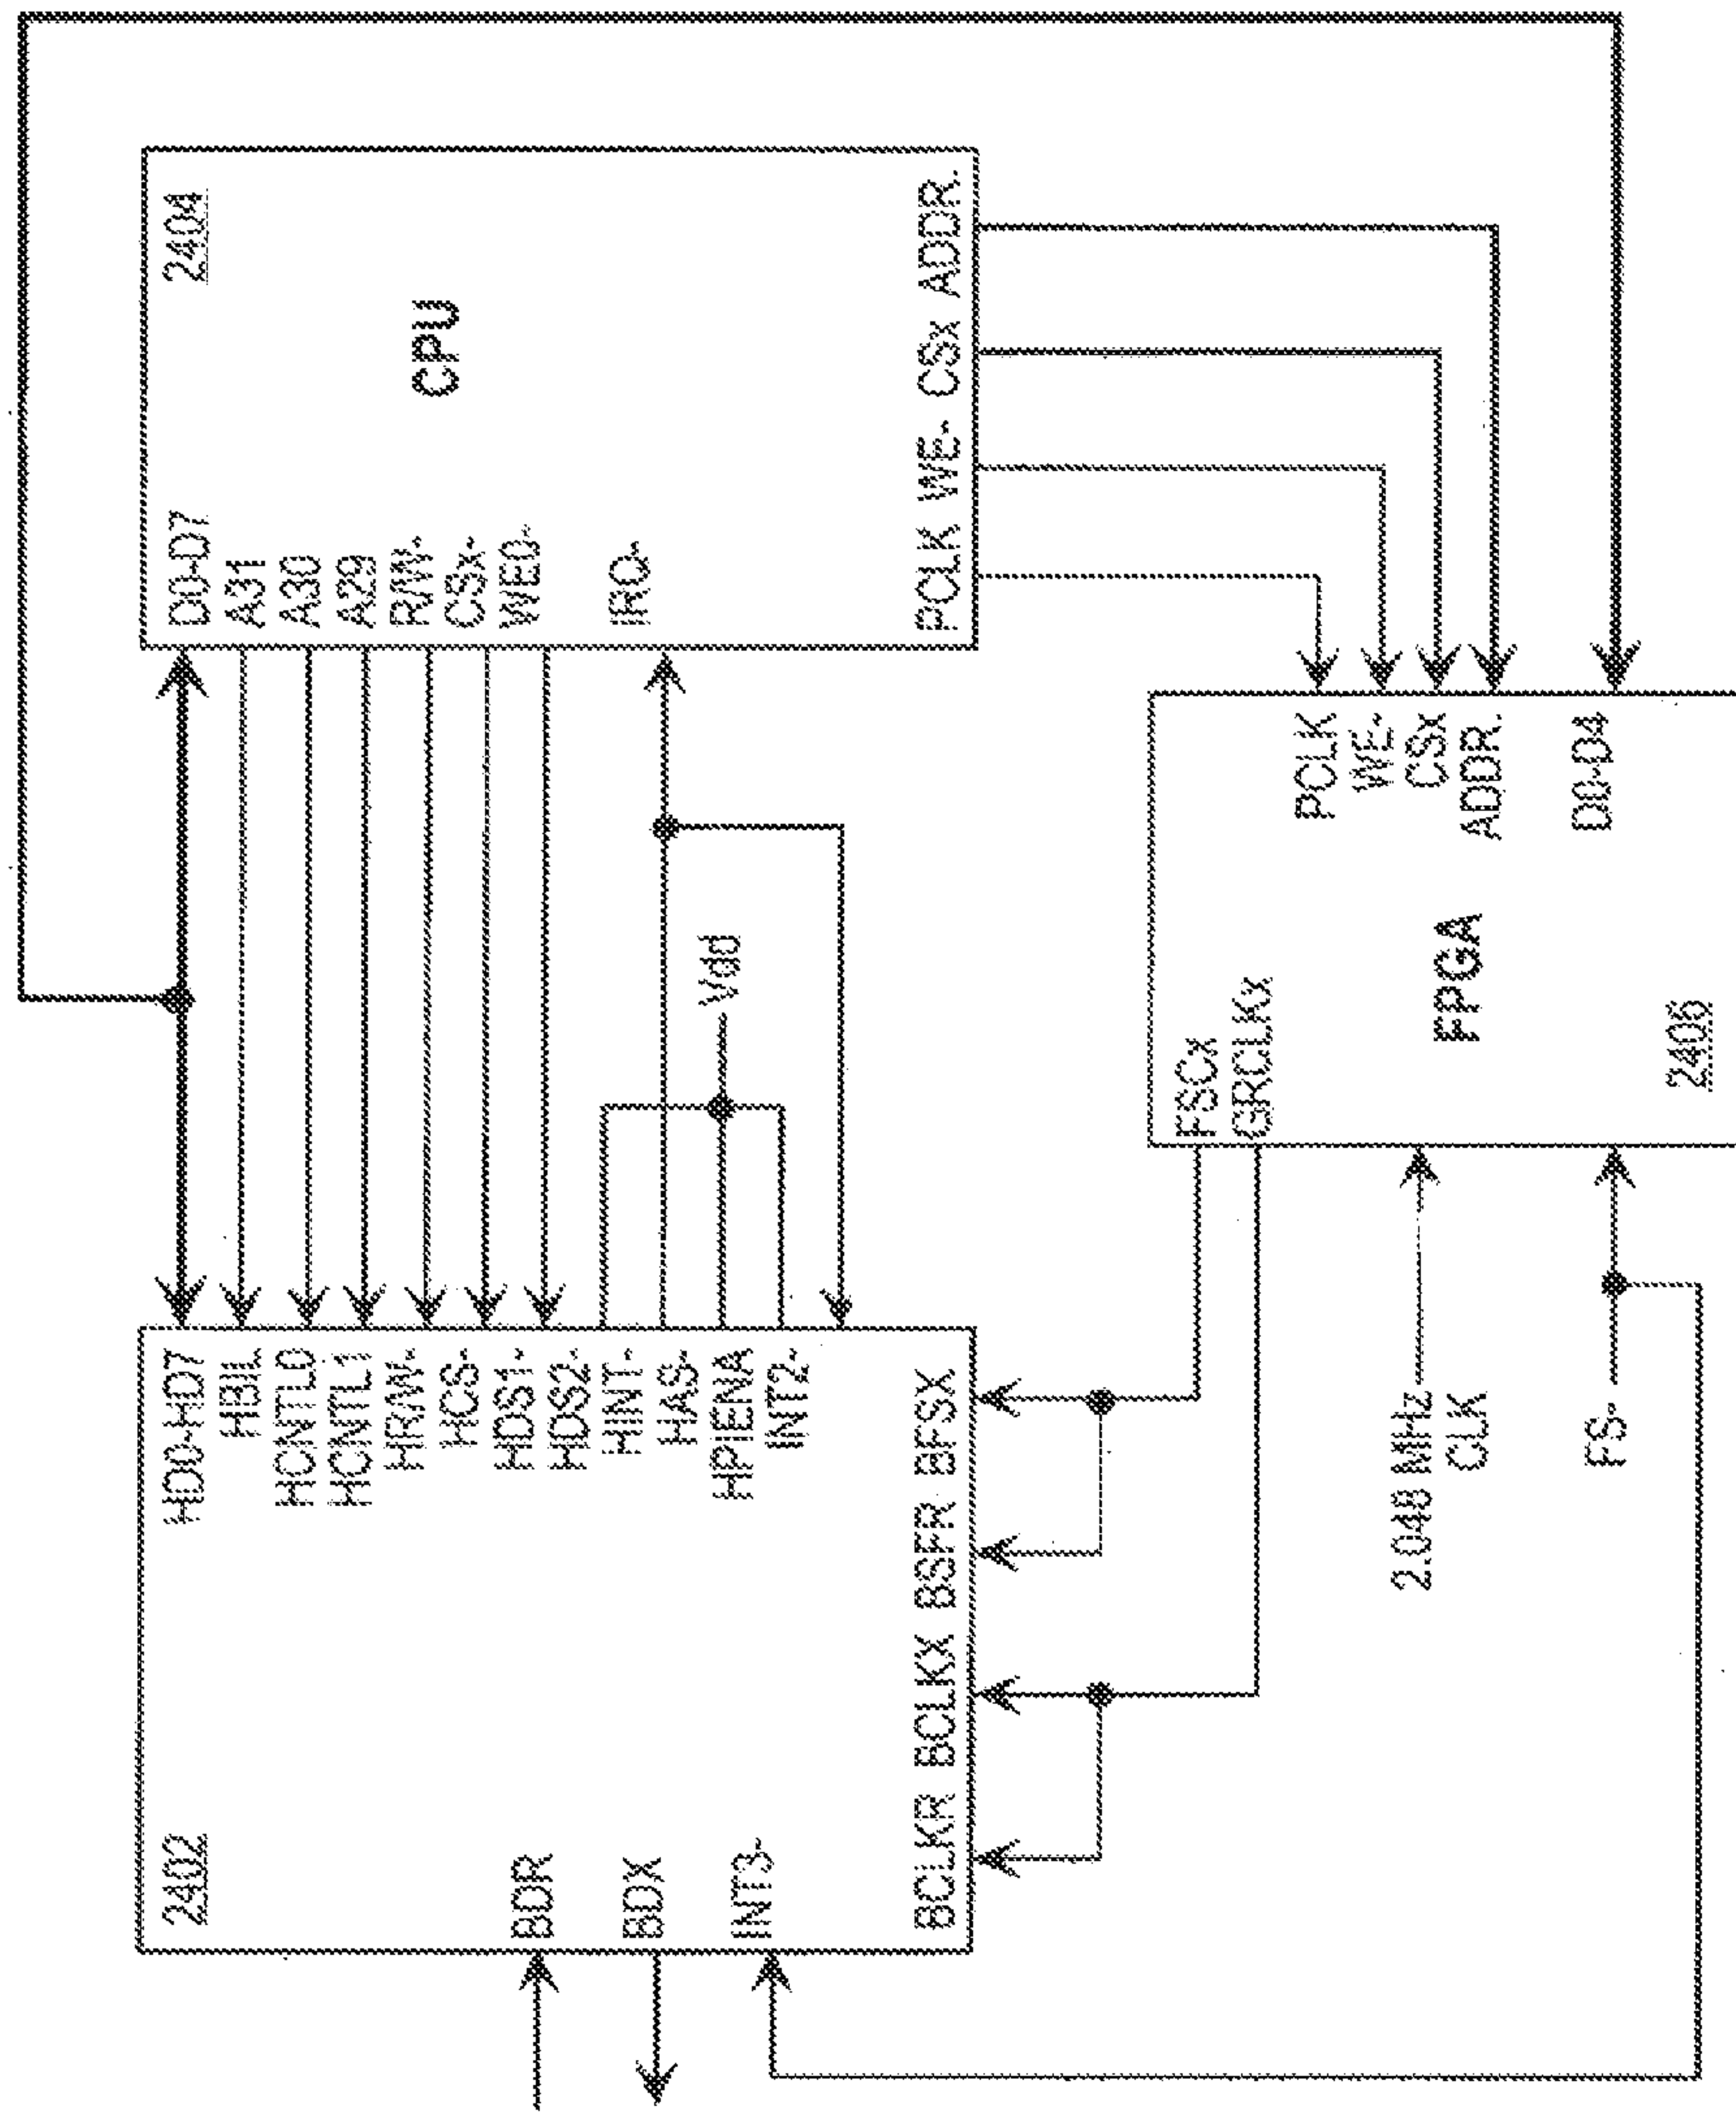 2402
BDR
BDX
INT3-
HD0-HD7
HBIL
HCNTL0
HCNTL1
HR/W-
HCS-
HDS1-
HDS2-
HINT-
HAS-
HPIENA
INT2-
BCLKR BCLKX BSFR BFSX
Vdd
2404
CPU
D0-D7
A31
A30
A29
R/W-
CSx-
WE0-
IRQ-
PCLK WE- CSx ADDR.
2.048 MHz
CLK
FS-
FSCx
GRCLKx
FPGA
2406
PCLK
WE-
CSx
ADDR.
D0-D4